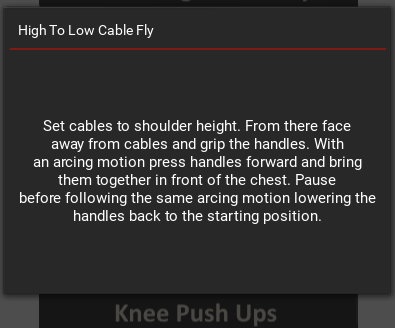 High To Low Cable Fly
Set cables to shoulder height. From there face
away from cables and grip the handles. With
an arcing motion press handles forward and bring
them together in front of the chest. Pause
before following the same arcing motion lowering the
handles back to the starting position.
Knee Push Ups